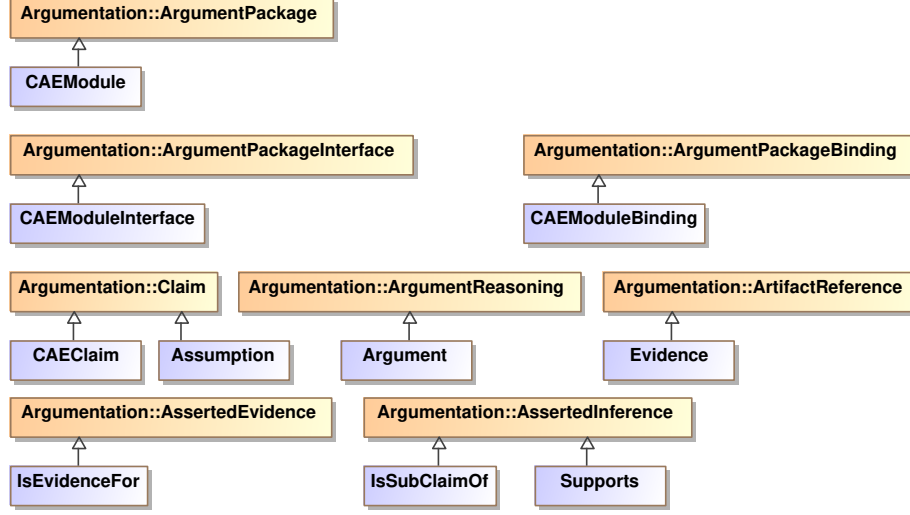 Argumentation::ArgumentPackage
CAEModule
Argumentation::ArgumentPackageInterface
Argumentation::ArgumentPackageBinding
CAEModuleInterface
CAEModuleBinding
Argumentation::Claim
Argumentation::ArgumentReasoning
Argumentation::ArtifactReference
CAEClaim
Assumption
Argument
Evidence
Argumentation::AssertedEvidence
Argumentation::AssertedInference
IsEvidenceFor
IsSubClaimOf
Supports